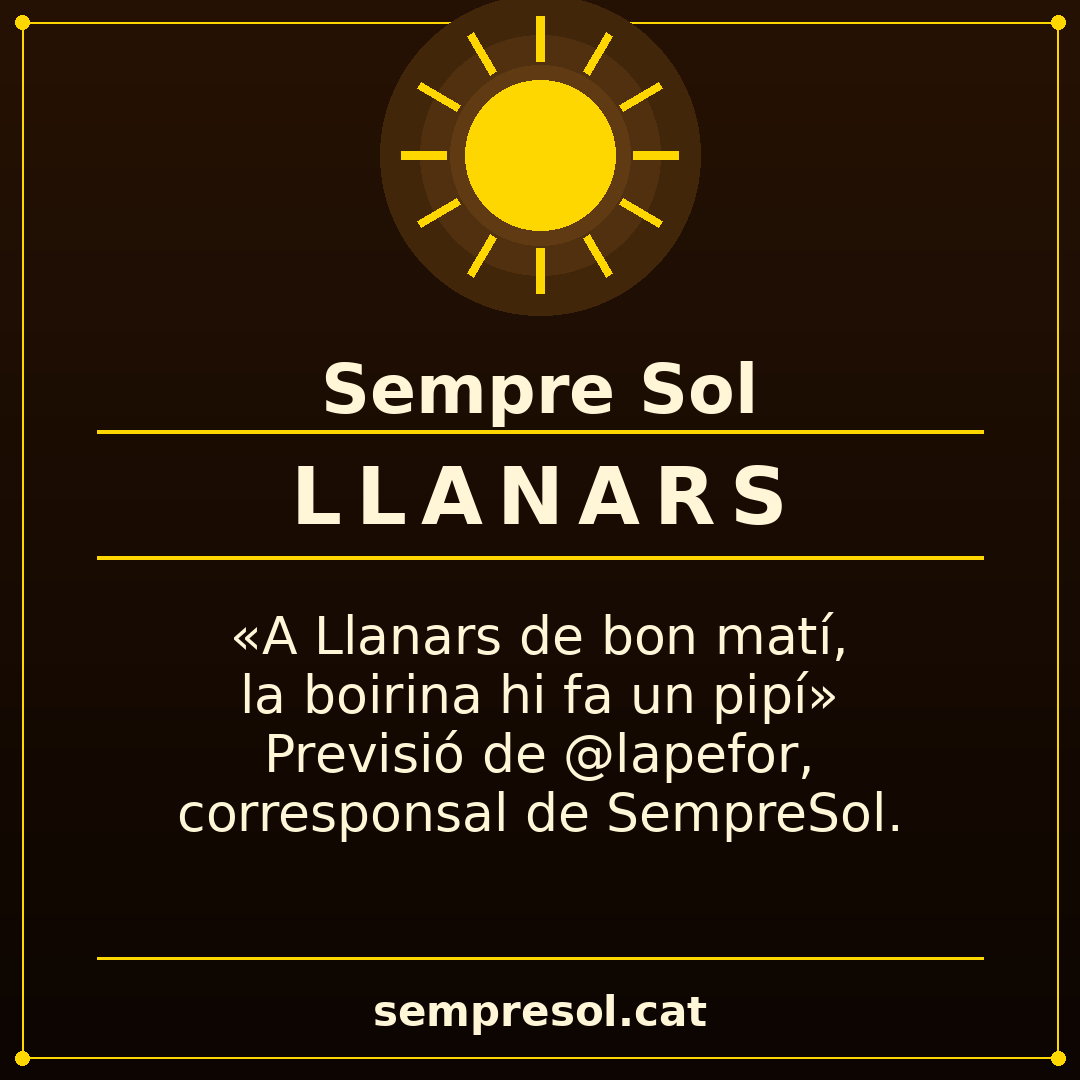 Sempre Sol
LLANARS
«A Llanars de bon matí,
la boirina hi fa un pipí»
Previsió de @lapefor,
corresponsal de SempreSol.
sempresol.cat